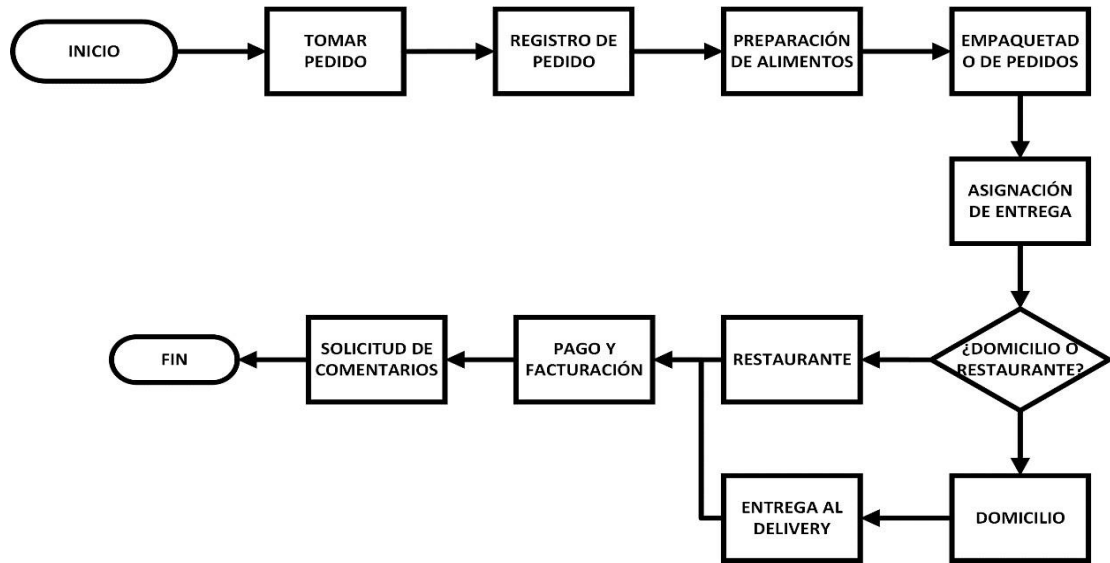 INICIO
TOMAR
PEDIDO
REGISTRO DE
PEDIDO
PREPARACIÓN
DE ALIMENTOS
EMPAQUETAD
O DE PEDIDOS
ASIGNACIÓN
DE ENTREGA
¿DOMICILIO O
RESTAURANTE?
RESTAURANTE
PAGO Y
FACTURACIÓN
SOLICITUD DE
COMENTARIOS
FIN
DOMICILIO
ENTREGA AL
DELIVERY